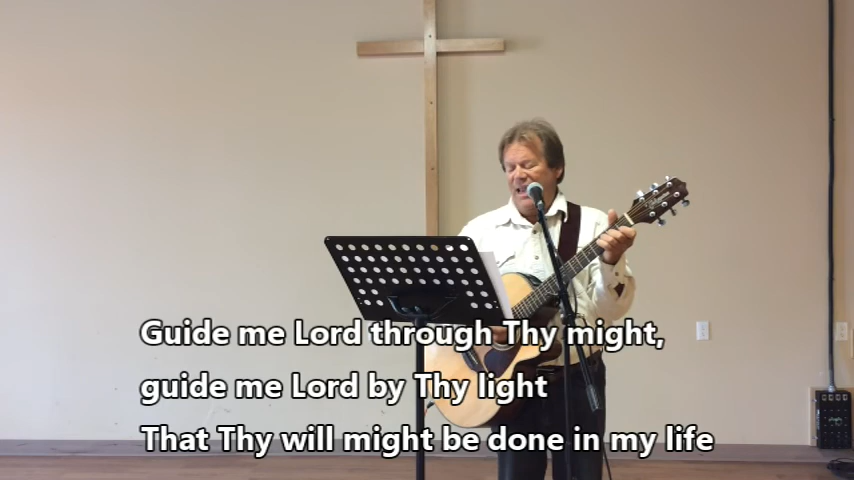 Guide me Lord through Thy might,
guide me Lord by Thy light
That Thy will might be done in my life